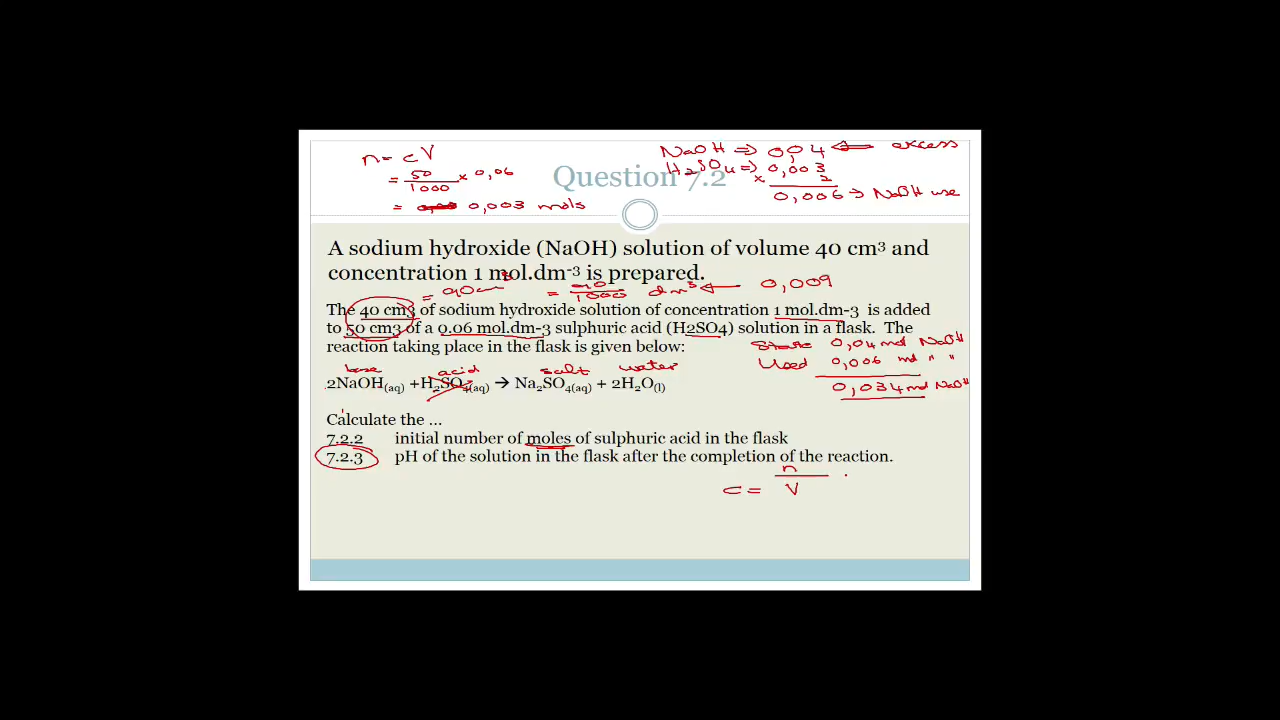 n = cV
= 50/1000 × 0,06
= 0,003 mols
NaOH ⇒ 0,04 ⇐ excess
H2SO4 ⇒ 0,003
× 2
0,006 ⇒ NaOH use
Question 7.2
A sodium hydroxide (NaOH) solution of volume 40 cm³ and
concentration 1 mol.dm⁻³ is prepared.
= 90 cm³ = 90/1000 dm³ ← 0,009
The 40 cm3 of sodium hydroxide solution of concentration 1 mol.dm-3 is added
to 50 cm3 of a 0.06 mol.dm-3 sulphuric acid (H2SO4) solution in a flask. The
reaction taking place in the flask is given below:
Start 0,04 mol NaOH
Used 0,006 mol " "
0,034 mol NaOH
base acid salt water
2NaOH(aq) + H₂SO₄(aq) → Na₂SO₄(aq) + 2H₂O(l)
Calculate the ...
7.2.2 initial number of moles of sulphuric acid in the flask
7.2.3 pH of the solution in the flask after the completion of the reaction.
c = n/V